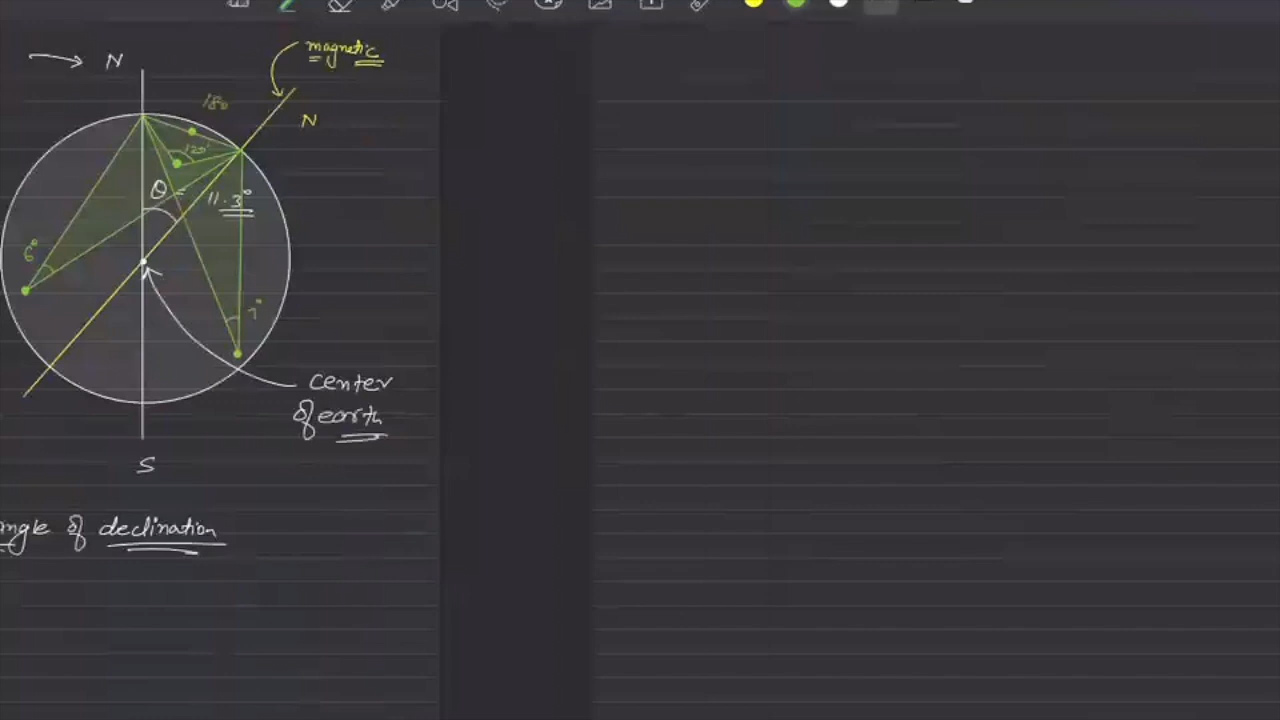 N
magnetic
180
N
120°
θ = 11.3°
6°
7°
center
of earth
S
angle of declination